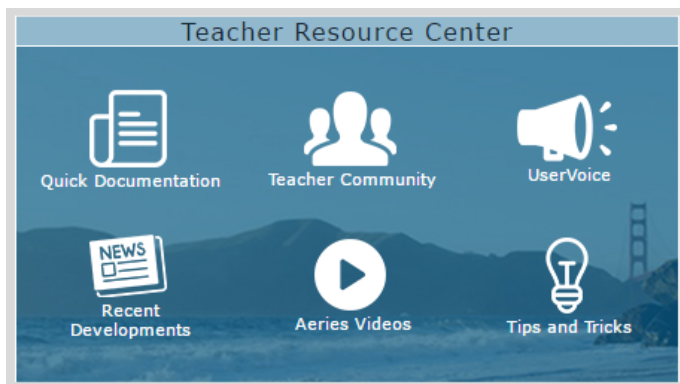 Teacher Resource Center
Quick Documentation
Teacher Community
UserVoice
NEWS
Recent
Developments
Aeries Videos
Tips and Tricks